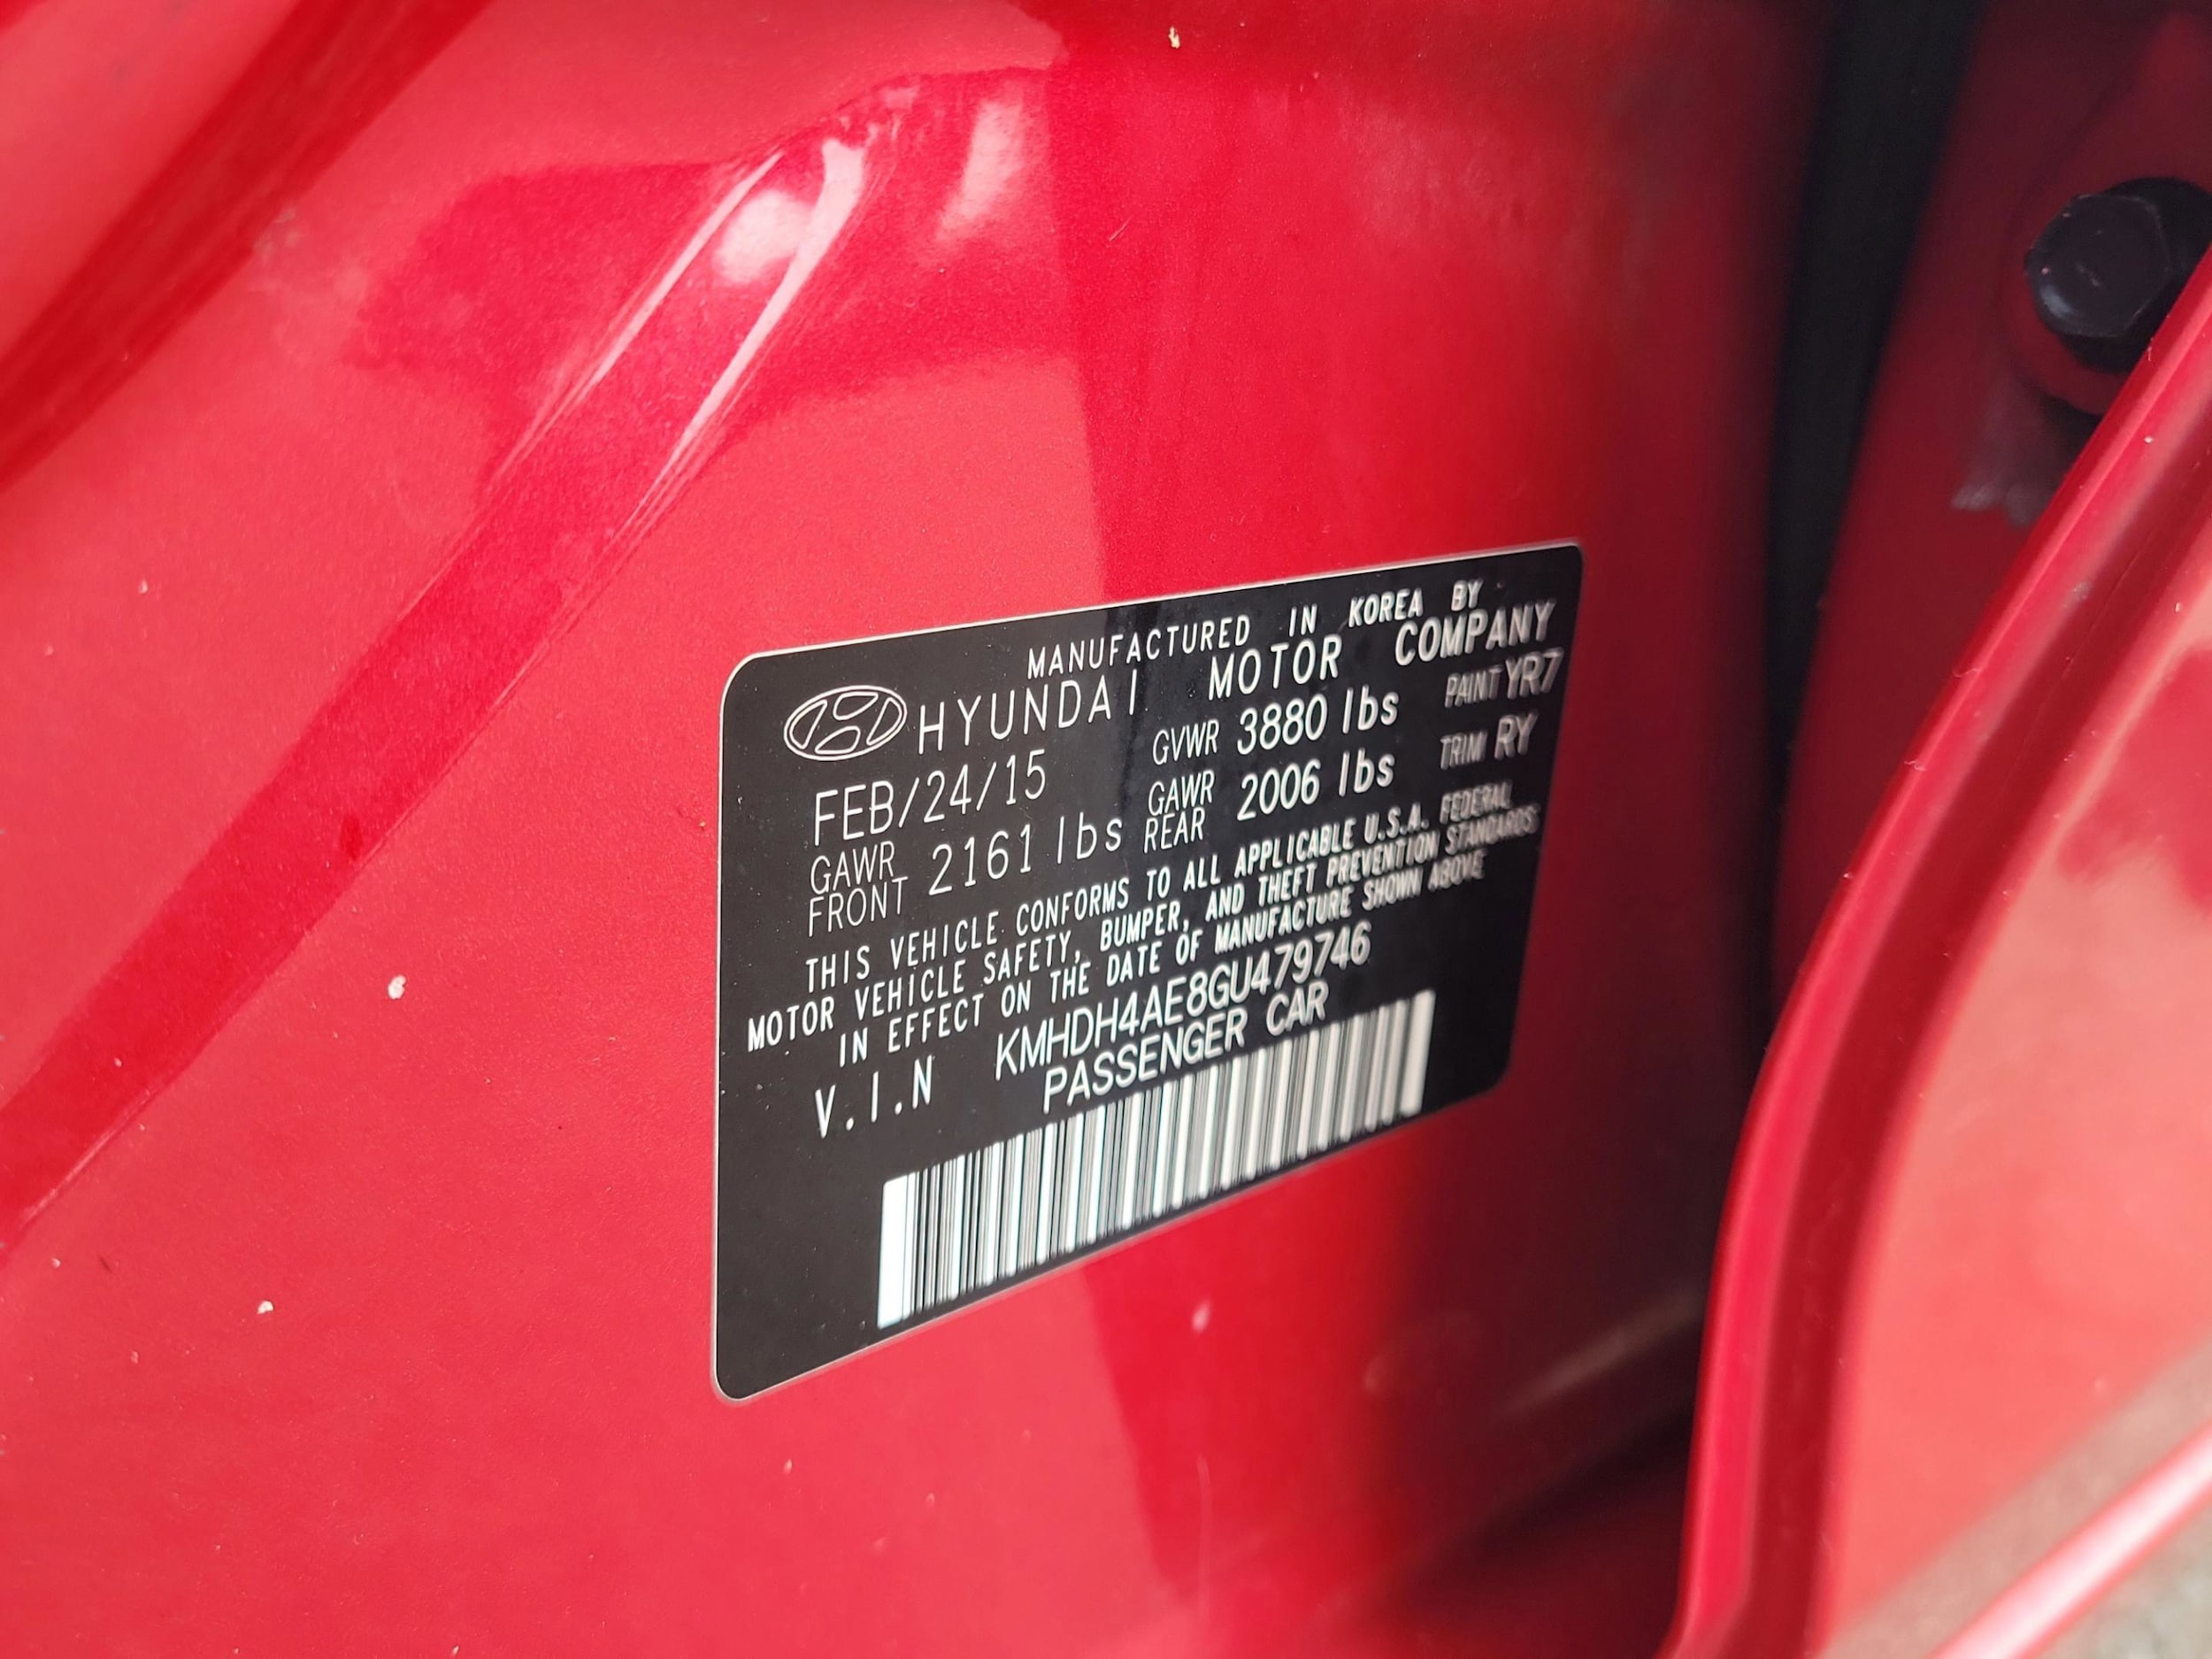 MANUFACTURED IN KOREA BY
HYUNDAI MOTOR COMPANY
FEB/24/15 GVWR 3880 lbs PAINT YR7
GAWR FRONT 2161 lbs GAWR REAR 2006 lbs TRIM RY
THIS VEHICLE CONFORMS TO ALL APPLICABLE U.S.A. FEDERAL
MOTOR VEHICLE SAFETY, BUMPER, AND THEFT PREVENTION STANDARDS
IN EFFECT ON THE DATE OF MANUFACTURE SHOWN ABOVE
V.I.N KMHDH4AE8GU479746
PASSENGER CAR